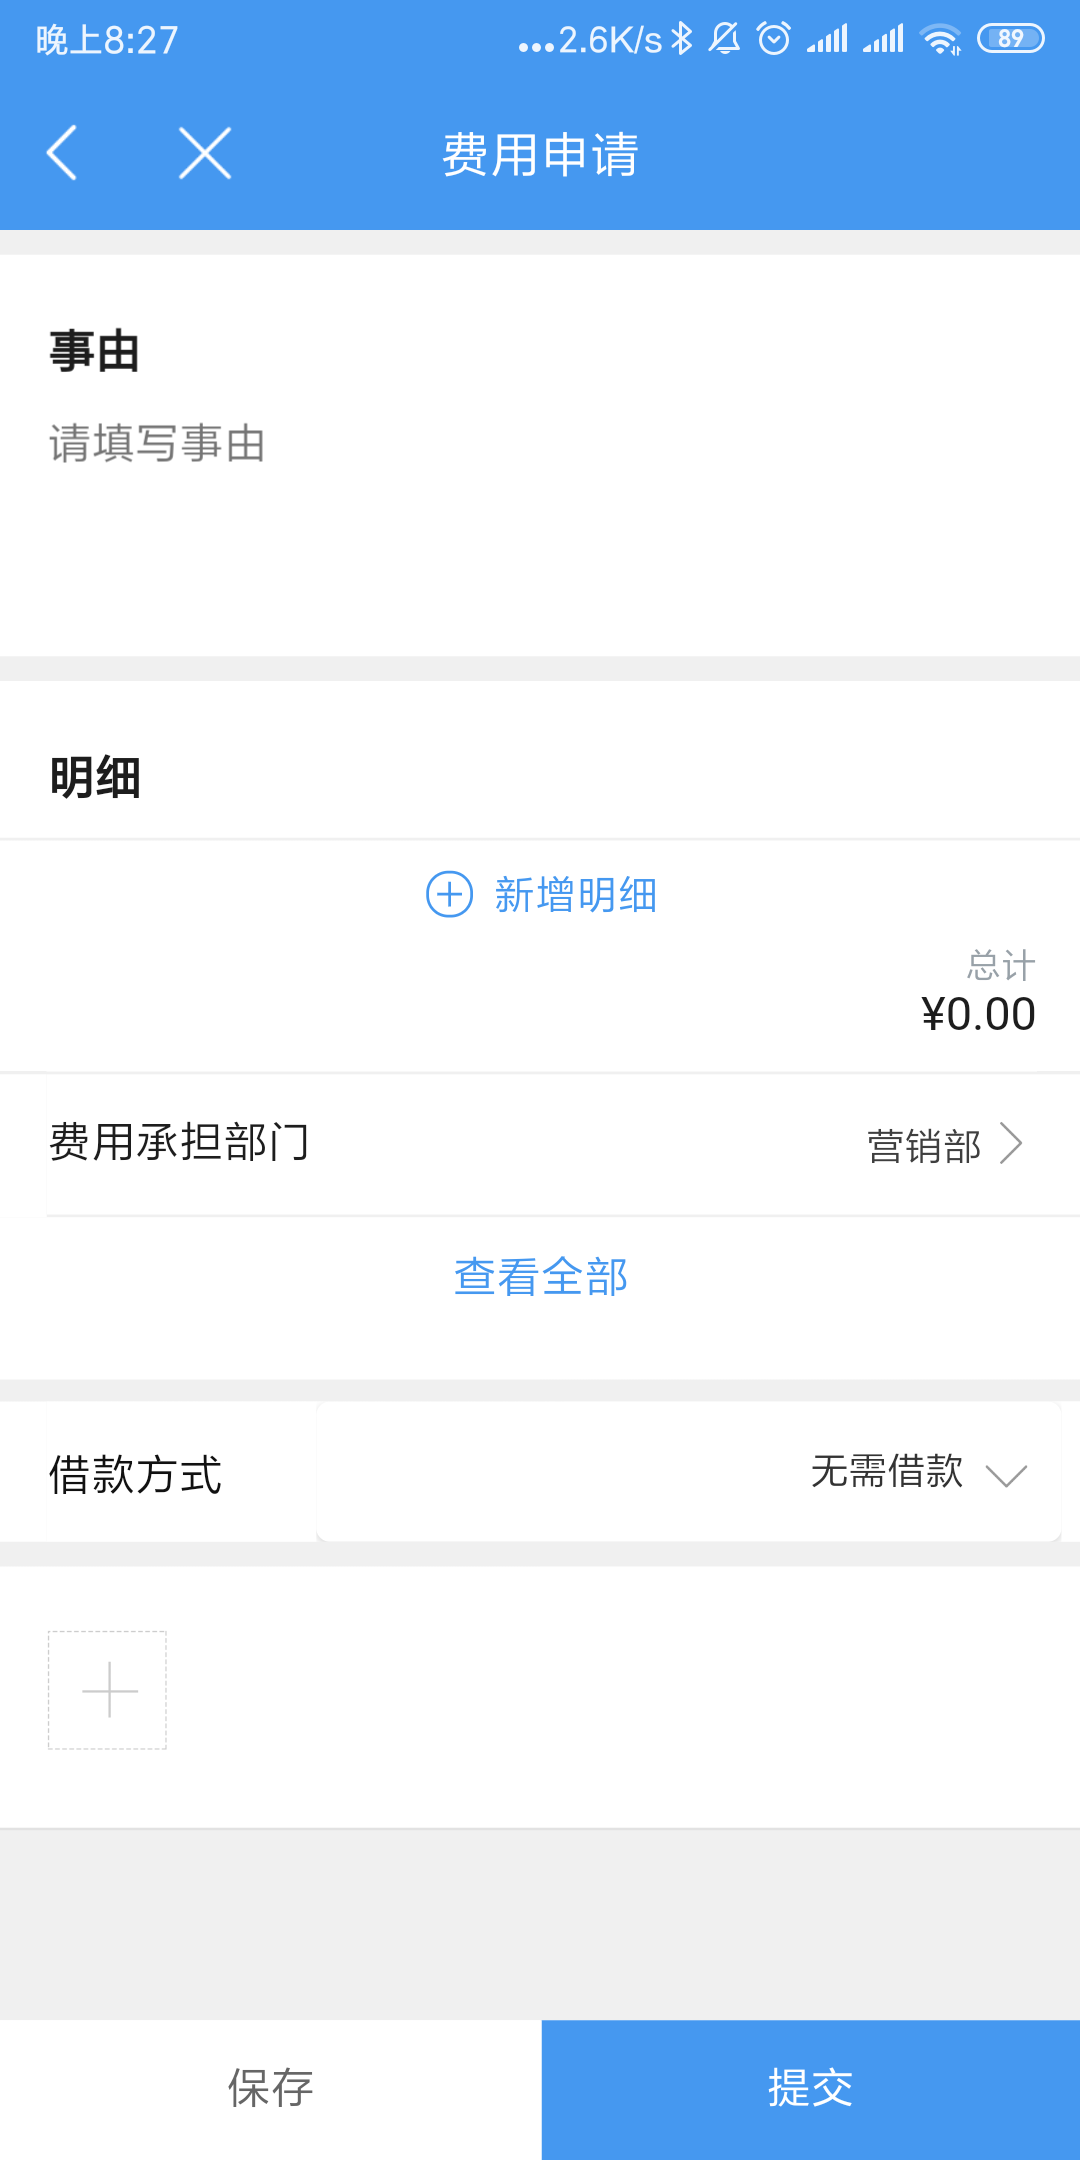 晚上8:27 ...2.6K/s 89
费用申请
事由
请填写事由
明细
新增明细
总计
¥0.00
费用承担部门 营销部
查看全部
借款方式 无需借款
保存 提交